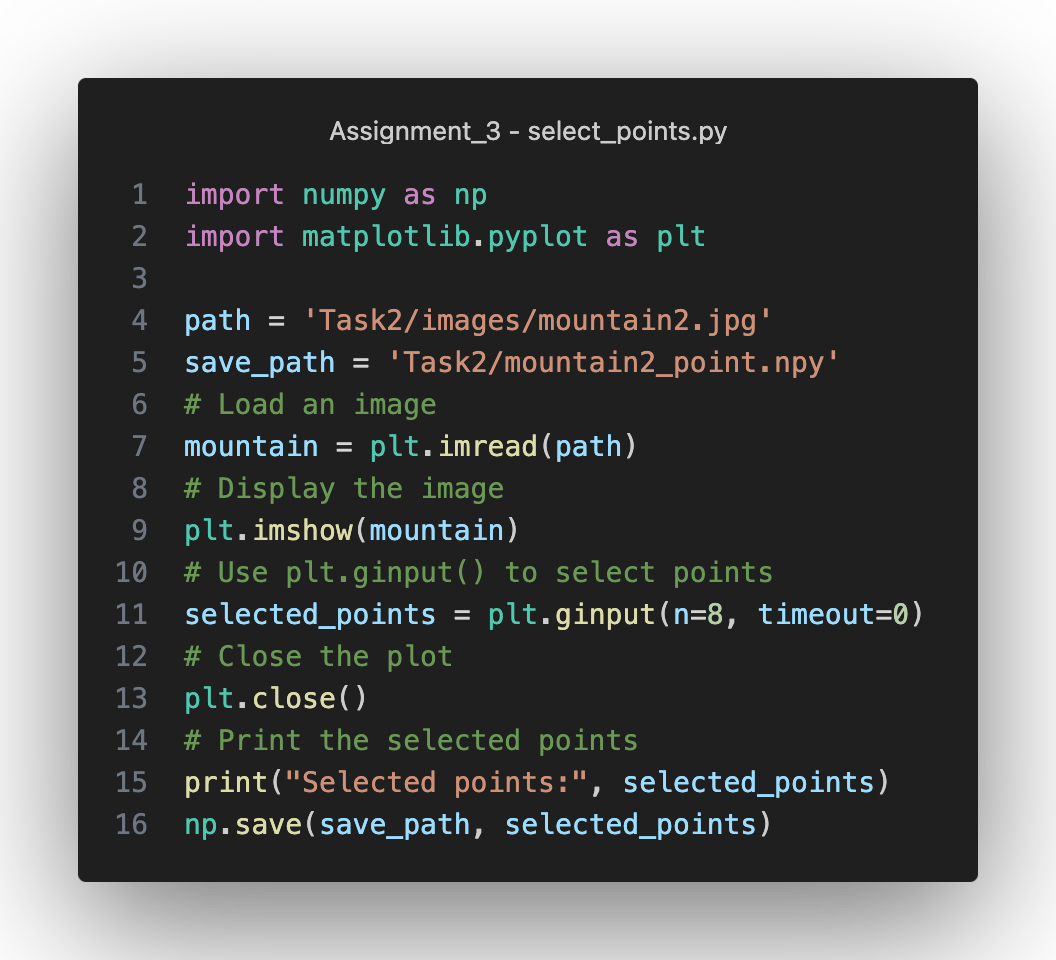 Assignment_3 - select_points.py
1 import numpy as np
2 import matplotlib.pyplot as plt
3
4 path = 'Task2/images/mountain2.jpg'
5 save_path = 'Task2/mountain2_point.npy'
6 # Load an image
7 mountain = plt.imread(path)
8 # Display the image
9 plt.imshow(mountain)
10 # Use plt.ginput() to select points
11 selected_points = plt.ginput(n=8, timeout=0)
12 # Close the plot
13 plt.close()
14 # Print the selected points
15 print("Selected points:", selected_points)
16 np.save(save_path, selected_points)